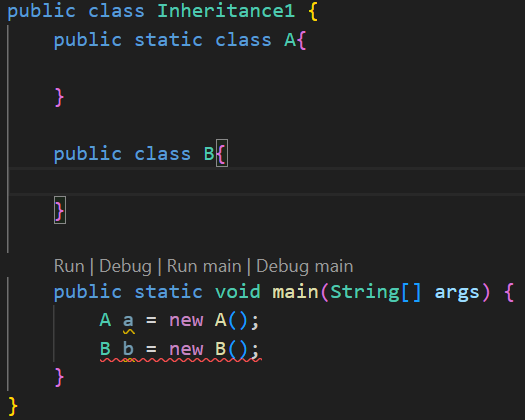 public class Inheritance1 {
public static class A{
}
public class B{
}
Run | Debug | Run main | Debug main
public static void main(String[] args) {
A a = new A();
B b = new B();
}
}